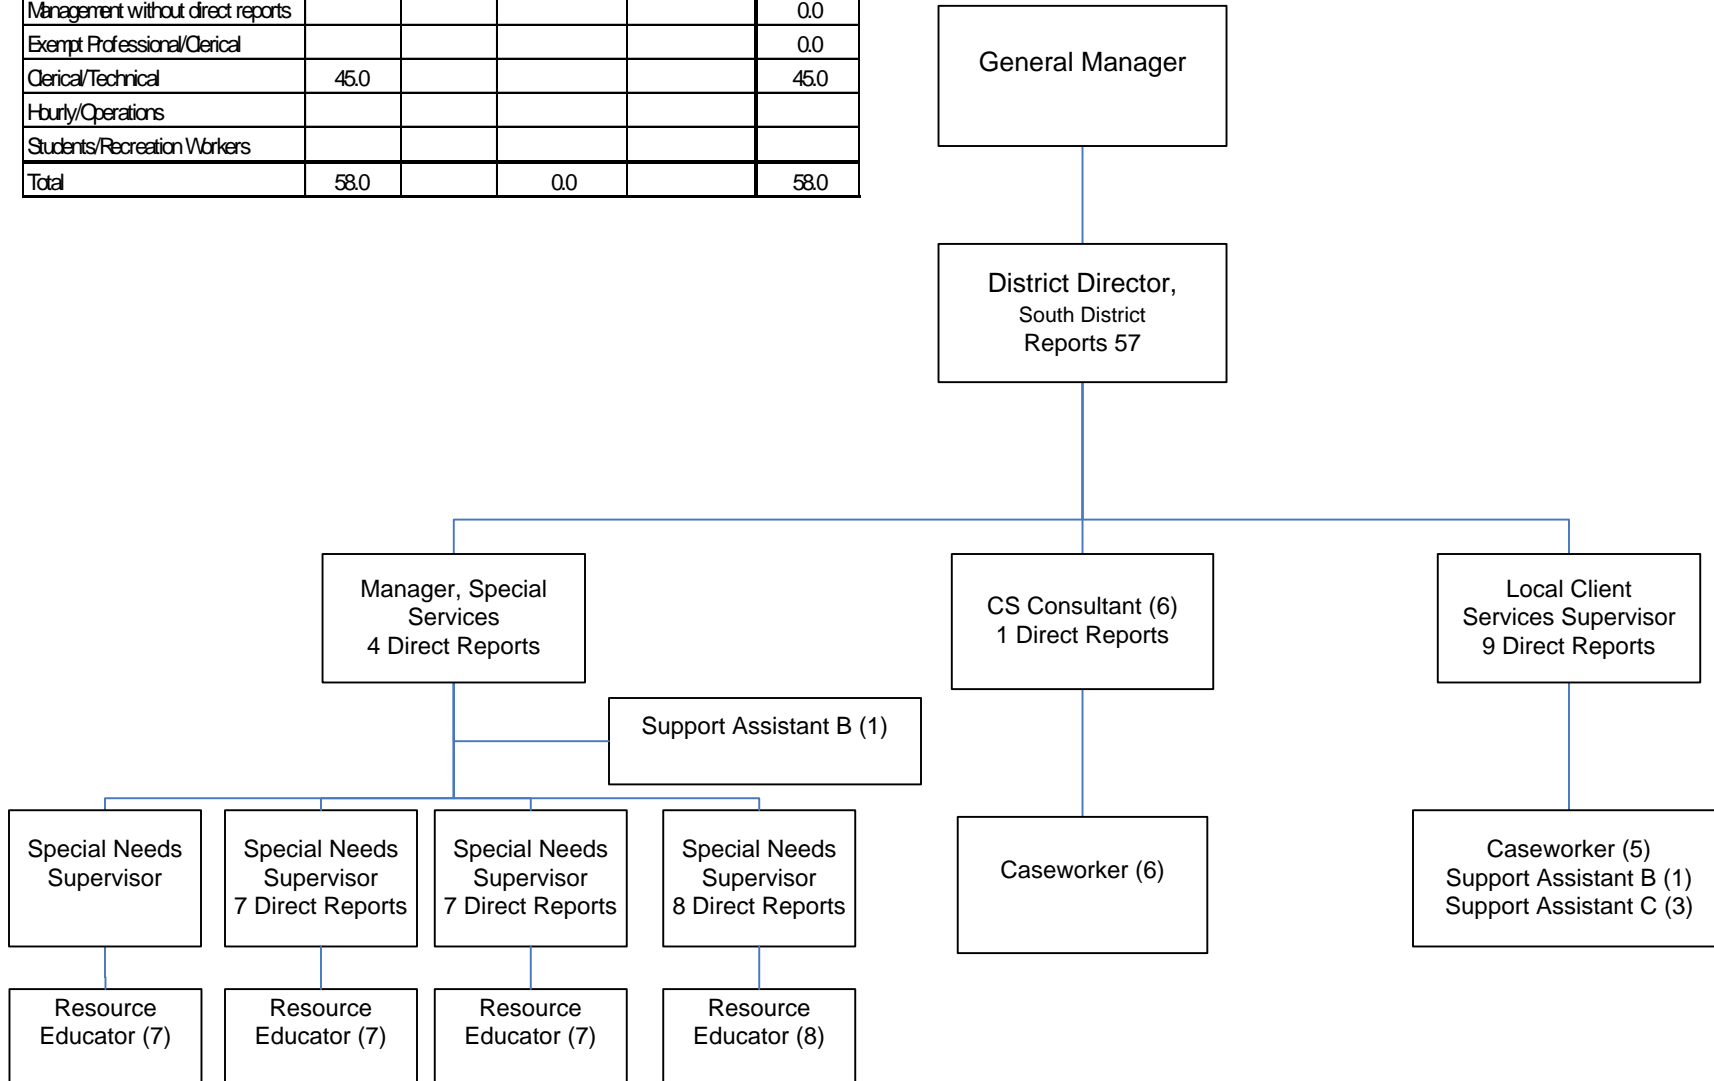 Management without direct reports 0.0
Exempt Professional/Clerical 0.0
Clerical/Technical 45.0 45.0
Hourly/Operations
Students/Recreation Workers
Total 58.0 0.0 58.0
General Manager
District Director,
South District
Reports 57
Manager, Special
Services
4 Direct Reports
CS Consultant (6)
1 Direct Reports
Local Client
Services Supervisor
9 Direct Reports
Support Assistant B (1)
Special Needs
Supervisor
Special Needs
Supervisor
7 Direct Reports
Special Needs
Supervisor
7 Direct Reports
Special Needs
Supervisor
8 Direct Reports
Caseworker (6)
Caseworker (5)
Support Assistant B (1)
Support Assistant C (3)
Resource
Educator (7)
Resource
Educator (7)
Resource
Educator (7)
Resource
Educator (8)